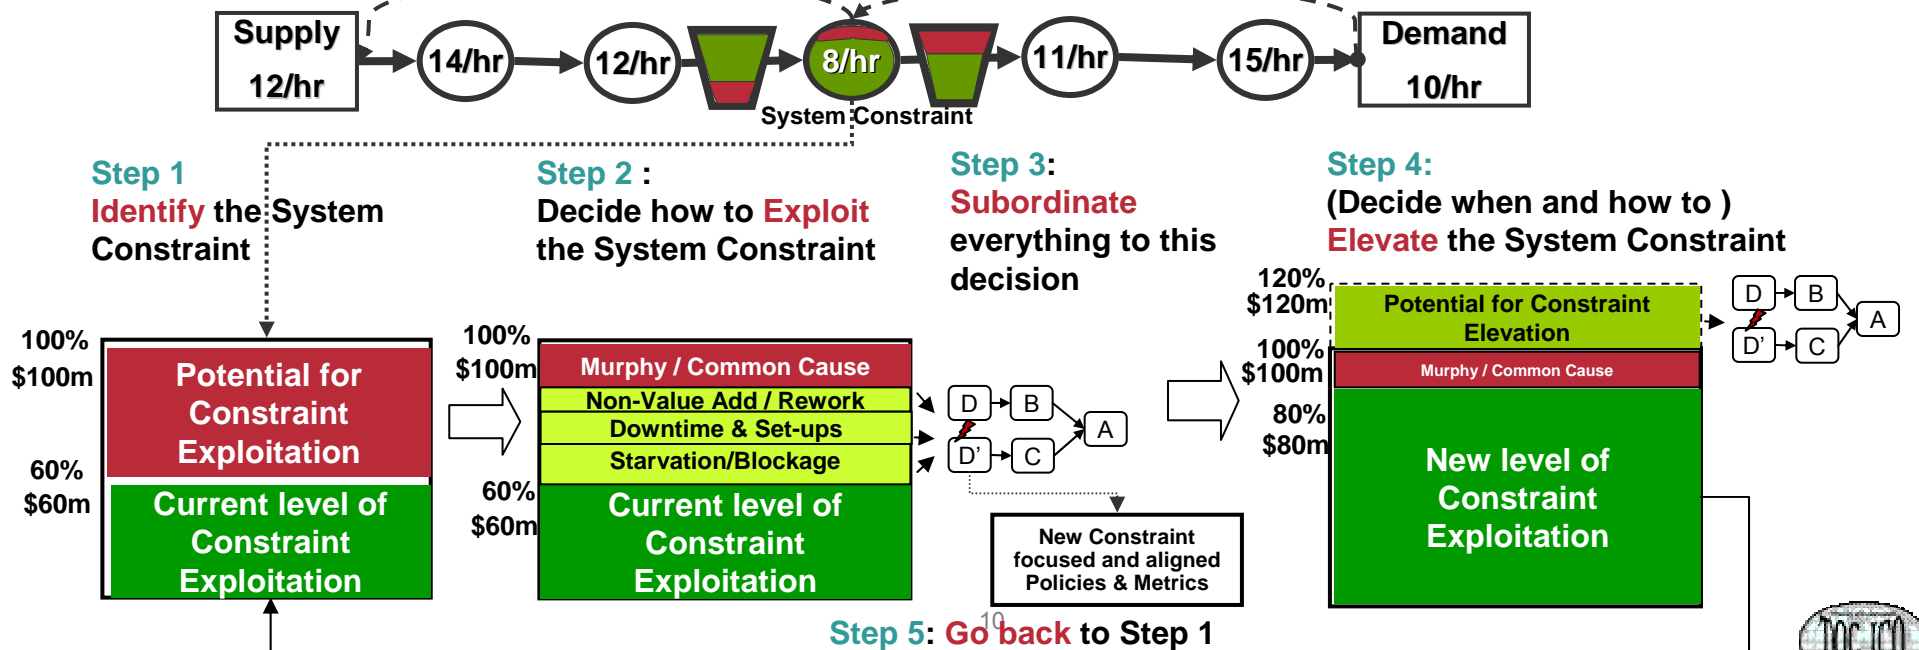 Supply
12/hr
14/hr
12/hr
8/hr
11/hr
15/hr
Demand
10/hr
System Constraint
Step 1
Identify the System
Constraint
Step 2 :
Decide how to Exploit
the System Constraint
Step 3:
Subordinate
everything to this
decision
Step 4:
(Decide when and how to )
Elevate the System Constraint
100%
$100m
Potential for
Constraint
Exploitation
60%
$60m
Current level of
Constraint
Exploitation
100%
$100m
Murphy / Common Cause
Non-Value Add / Rework
Downtime & Set-ups
Starvation/Blockage
60%
$60m
Current level of
Constraint
Exploitation
D
B
A
D'
C
New Constraint
focused and aligned
Policies & Metrics
120%
$120m
Potential for Constraint
Elevation
100%
$100m
Murphy / Common Cause
80%
$80m
New level of
Constraint
Exploitation
D
B
A
D'
C
10
Step 5: Go back to Step 1